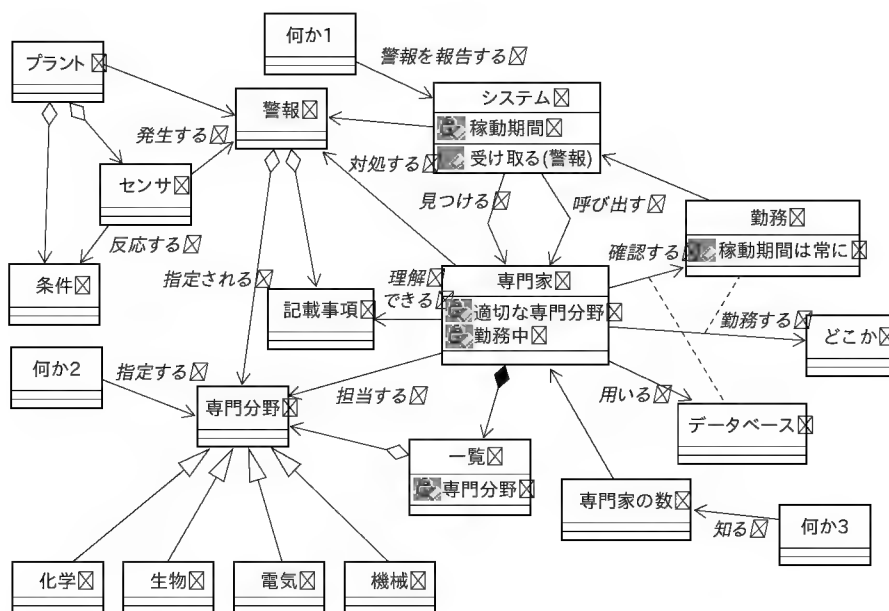 何か1
プラント
警報を報告する
システム
稼動期間
受け取る(警報)
警報
発生する
対処する
センサ
見つける
呼び出す
勤務
稼動期間は常に
反応する
確認する
条件
指定される
理解
できる
専門家
適切な専門分野
勤務中
記載事項
勤務する
どこか
何か2
指定する
専門分野
担当する
用いる
データベース
一覧
専門分野
専門家の数
知る
何か3
化学
生物
電気
機械